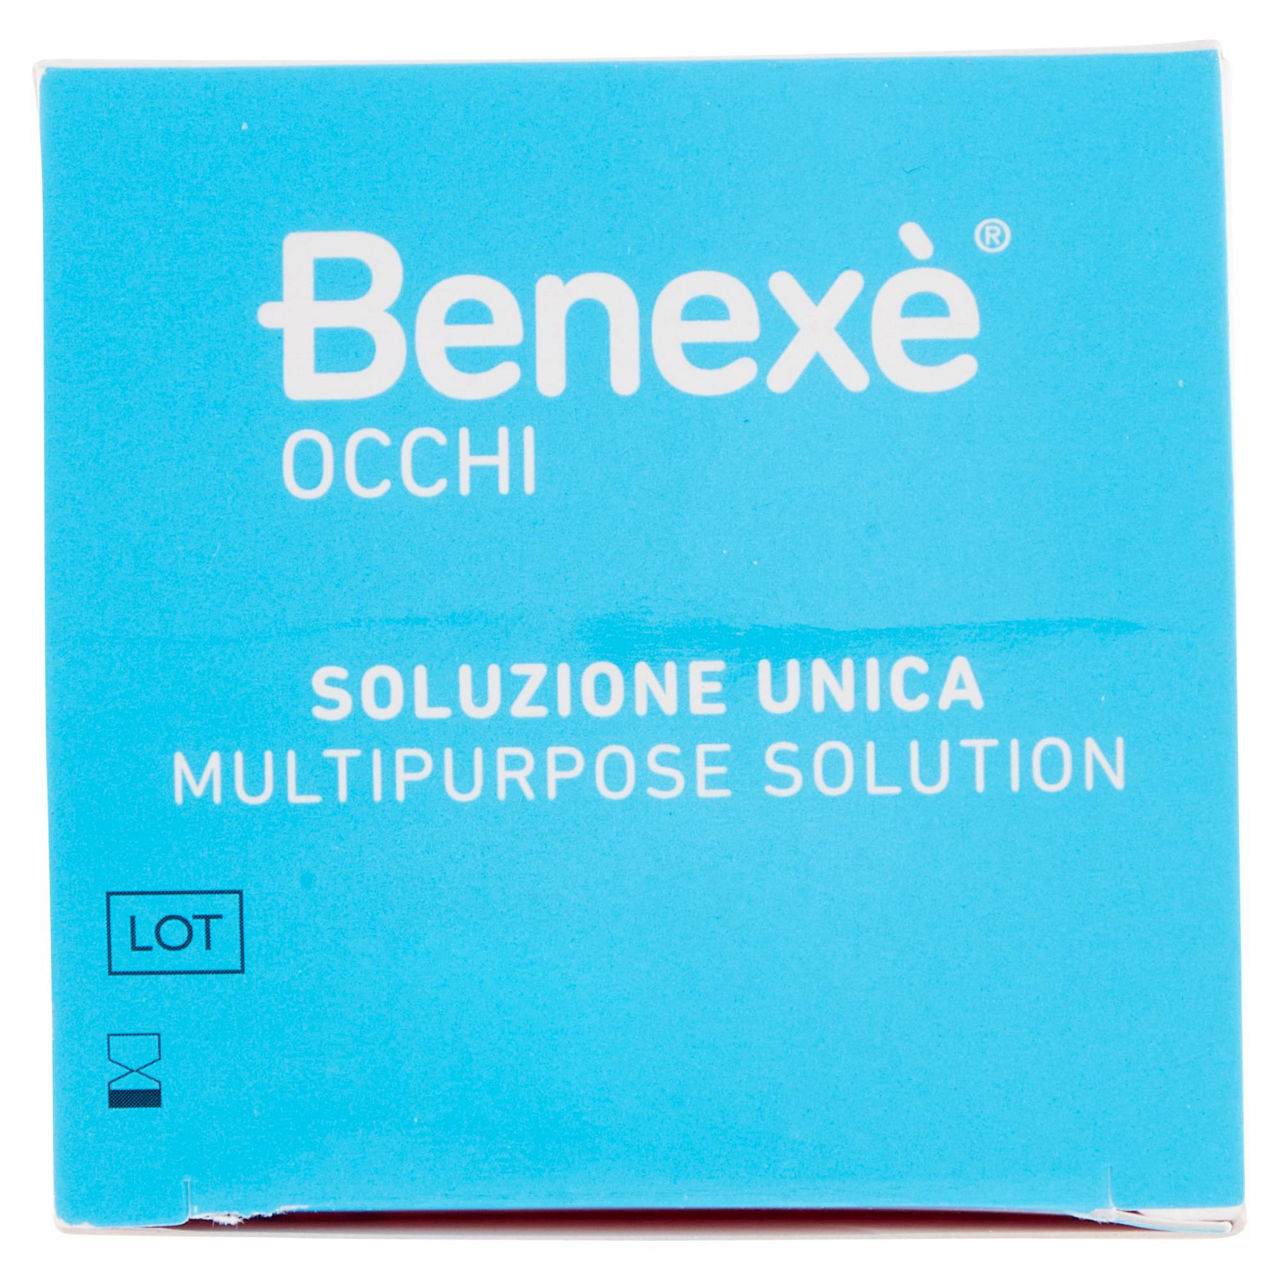 Benexè®
OCCHI
SOLUZIONE UNICA
MULTIPURPOSE SOLUTION
LOT